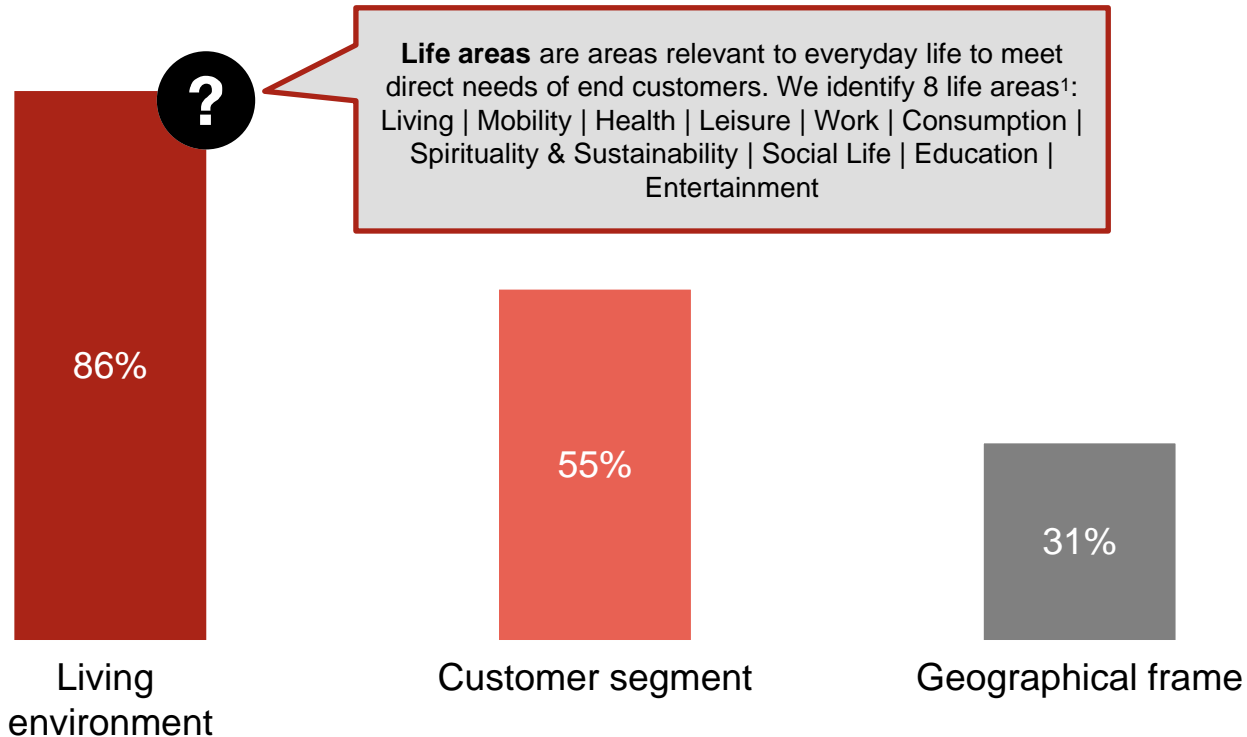 ?
Life areas are areas relevant to everyday life to meet
direct needs of end customers. We identify 8 life areas¹:
Living | Mobility | Health | Leisure | Work | Consumption |
Spirituality & Sustainability | Social Life | Education |
Entertainment
86%
55%
31%
Living
environment
Customer segment
Geographical frame